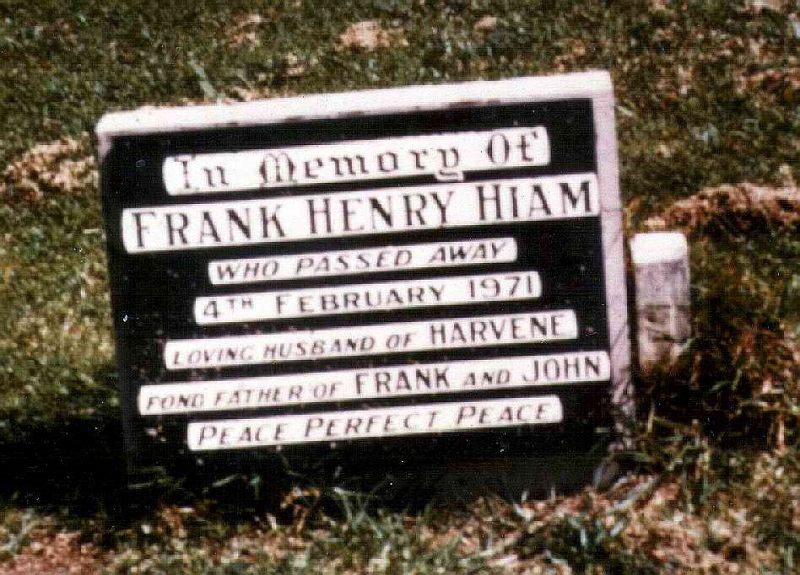 In Memory Of
FRANK HENRY HIAM
WHO PASSED AWAY
4TH FEBRUARY 1971
LOVING HUSBAND OF HARVENE
FOND FATHER OF FRANK AND JOHN
PEACE PERFECT PEACE